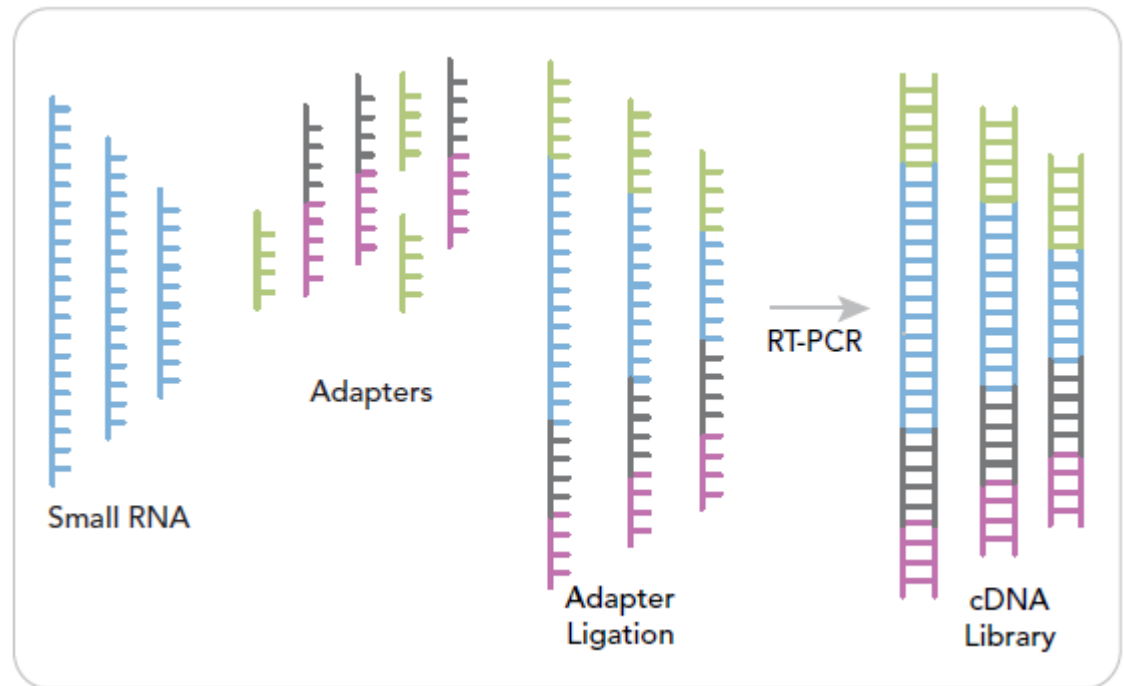 Small RNA
Adapters
Adapter
Ligation
RT-PCR
cDNA
Library